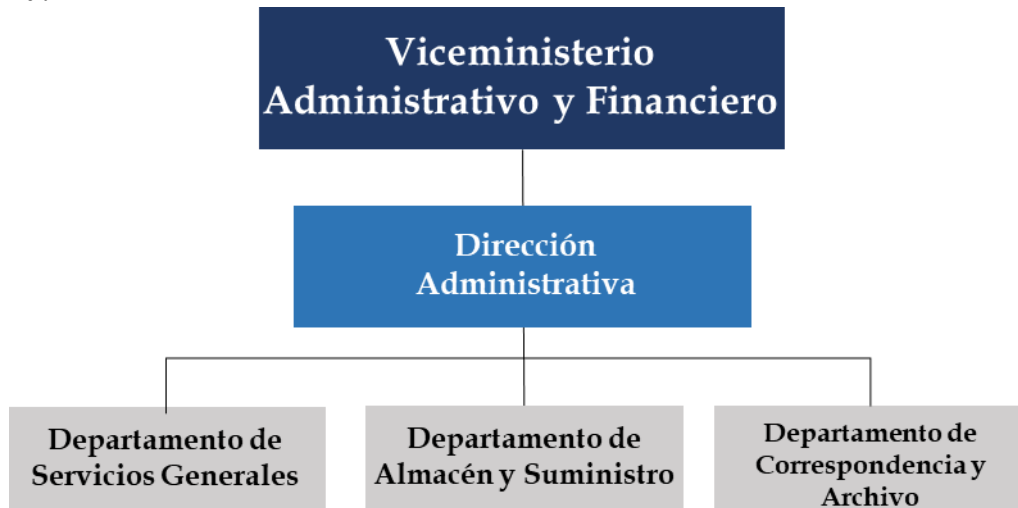 Viceministerio
Administrativo y Financiero
Dirección
Administrativa
Departamento de
Servicios Generales
Departamento de
Almacén y Suministro
Departamento de
Correspondencia y
Archivo